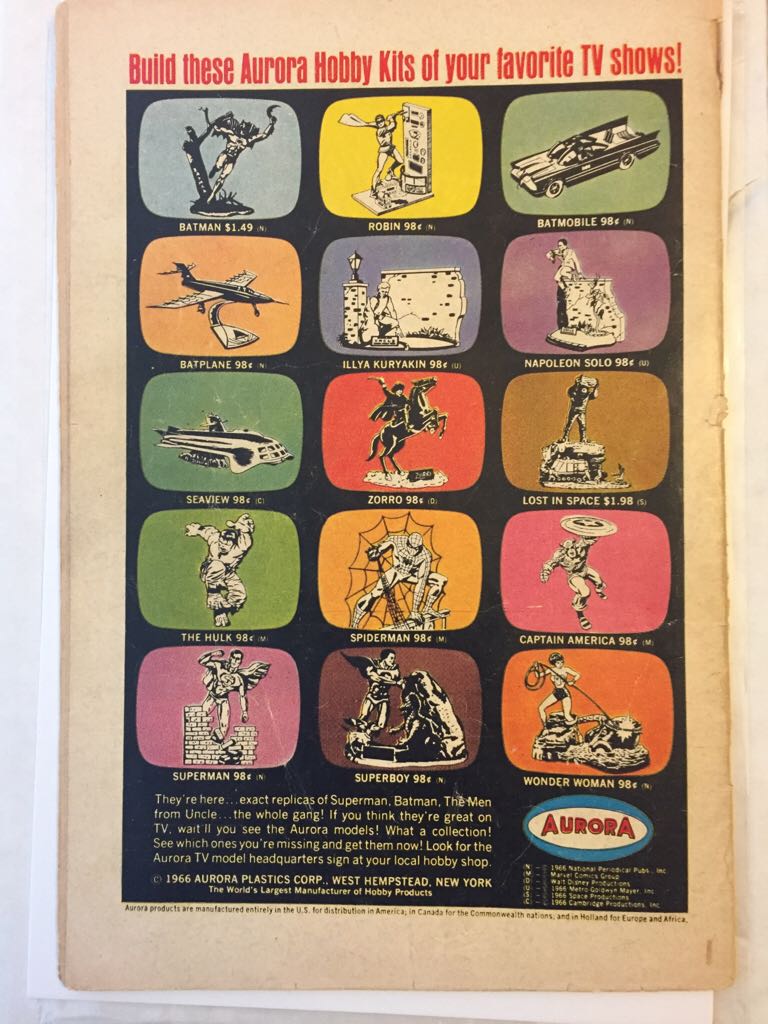 Build these Aurora Hobby Kits of your favorite TV shows!
BATMAN $1.49 (N)
ROBIN 98¢ (N)
BATMOBILE 98¢ (N)
BATPLANE 98¢ (N)
ILLYA KURYAKIN 98¢ (U)
NAPOLEON SOLO 98¢ (U)
SEAVIEW 98¢ (C)
ZORRO 98¢ (D)
LOST IN SPACE $1.98 (S)
THE HULK 98¢ (M)
SPIDERMAN 98¢ (M)
CAPTAIN AMERICA 98¢ (M)
SUPERMAN 98¢ (N)
SUPERBOY 98¢ (N)
WONDER WOMAN 98¢ (N)
They're here...exact replicas of Superman, Batman, The Men
from Uncle...the whole gang! If you think they're great on
TV, wait'll you see the Aurora models! What a collection!
See which ones you're missing and get them now! Look for the
Aurora TV model headquarters sign at your local hobby shop.
© 1966 AURORA PLASTICS CORP., WEST HEMPSTEAD, NEW YORK
The World's Largest Manufacturer of Hobby Products
AURORA
(N) — © 1966 National Periodical Pubs., Inc.
(M) — Marvel Comics Group
(D) — Walt Disney Productions
(U) — 1966 Metro-Goldwyn Mayer, Inc.
(S) — 1966 Space Productions
(C) — 1966 Cambridge Productions, Inc.
Aurora products are manufactured entirely in the U.S. for distribution in America; in Canada for the Commonwealth nations; and in Holland for Europe and Africa.